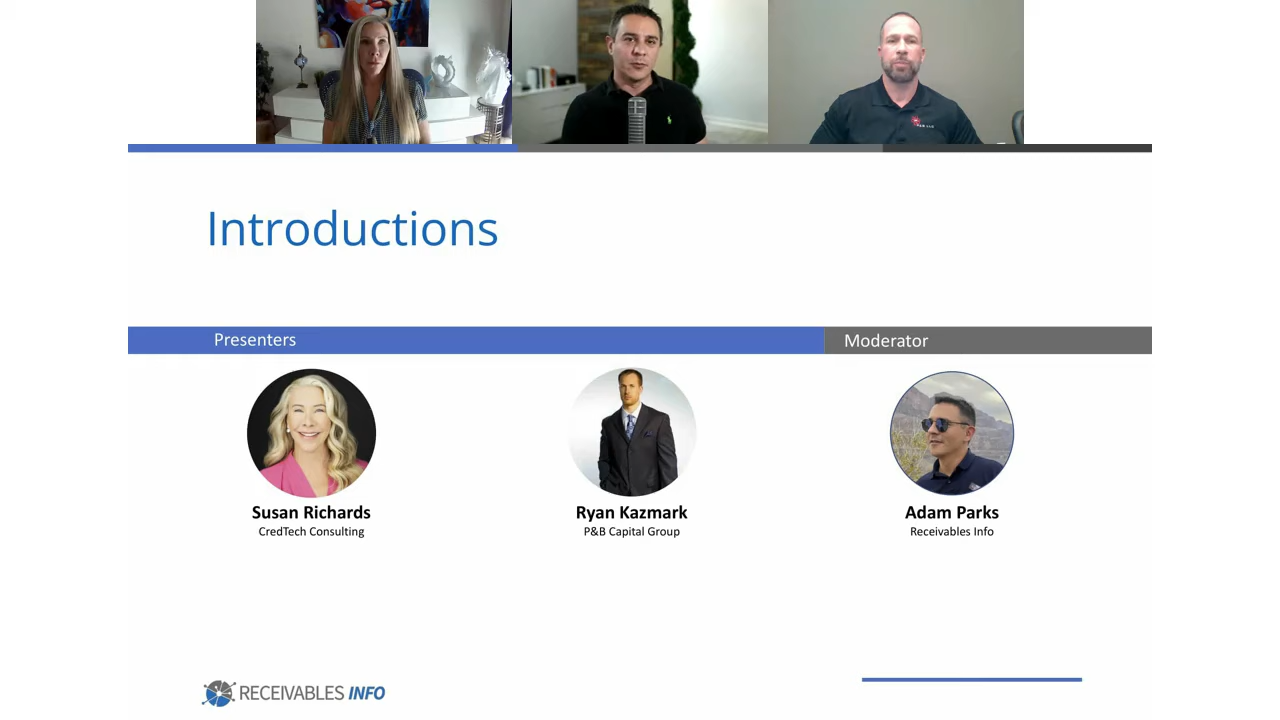 Introductions
Presenters
Moderator
Susan Richards
CredTech Consulting
Ryan Kazmark
P&B Capital Group
Adam Parks
Receivables Info
RECEIVABLES INFO